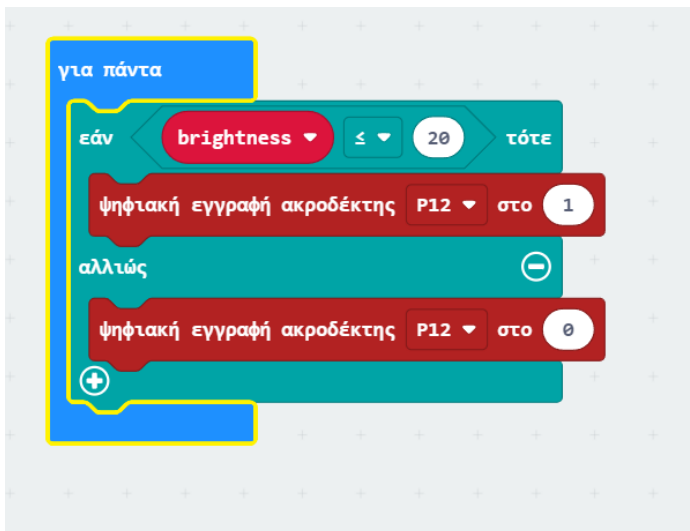 για πάντα
εάν brightness ≤ 20 τότε
ψηφιακή εγγραφή ακροδέκτης P12 στο 1
αλλιώς
ψηφιακή εγγραφή ακροδέκτης P12 στο 0